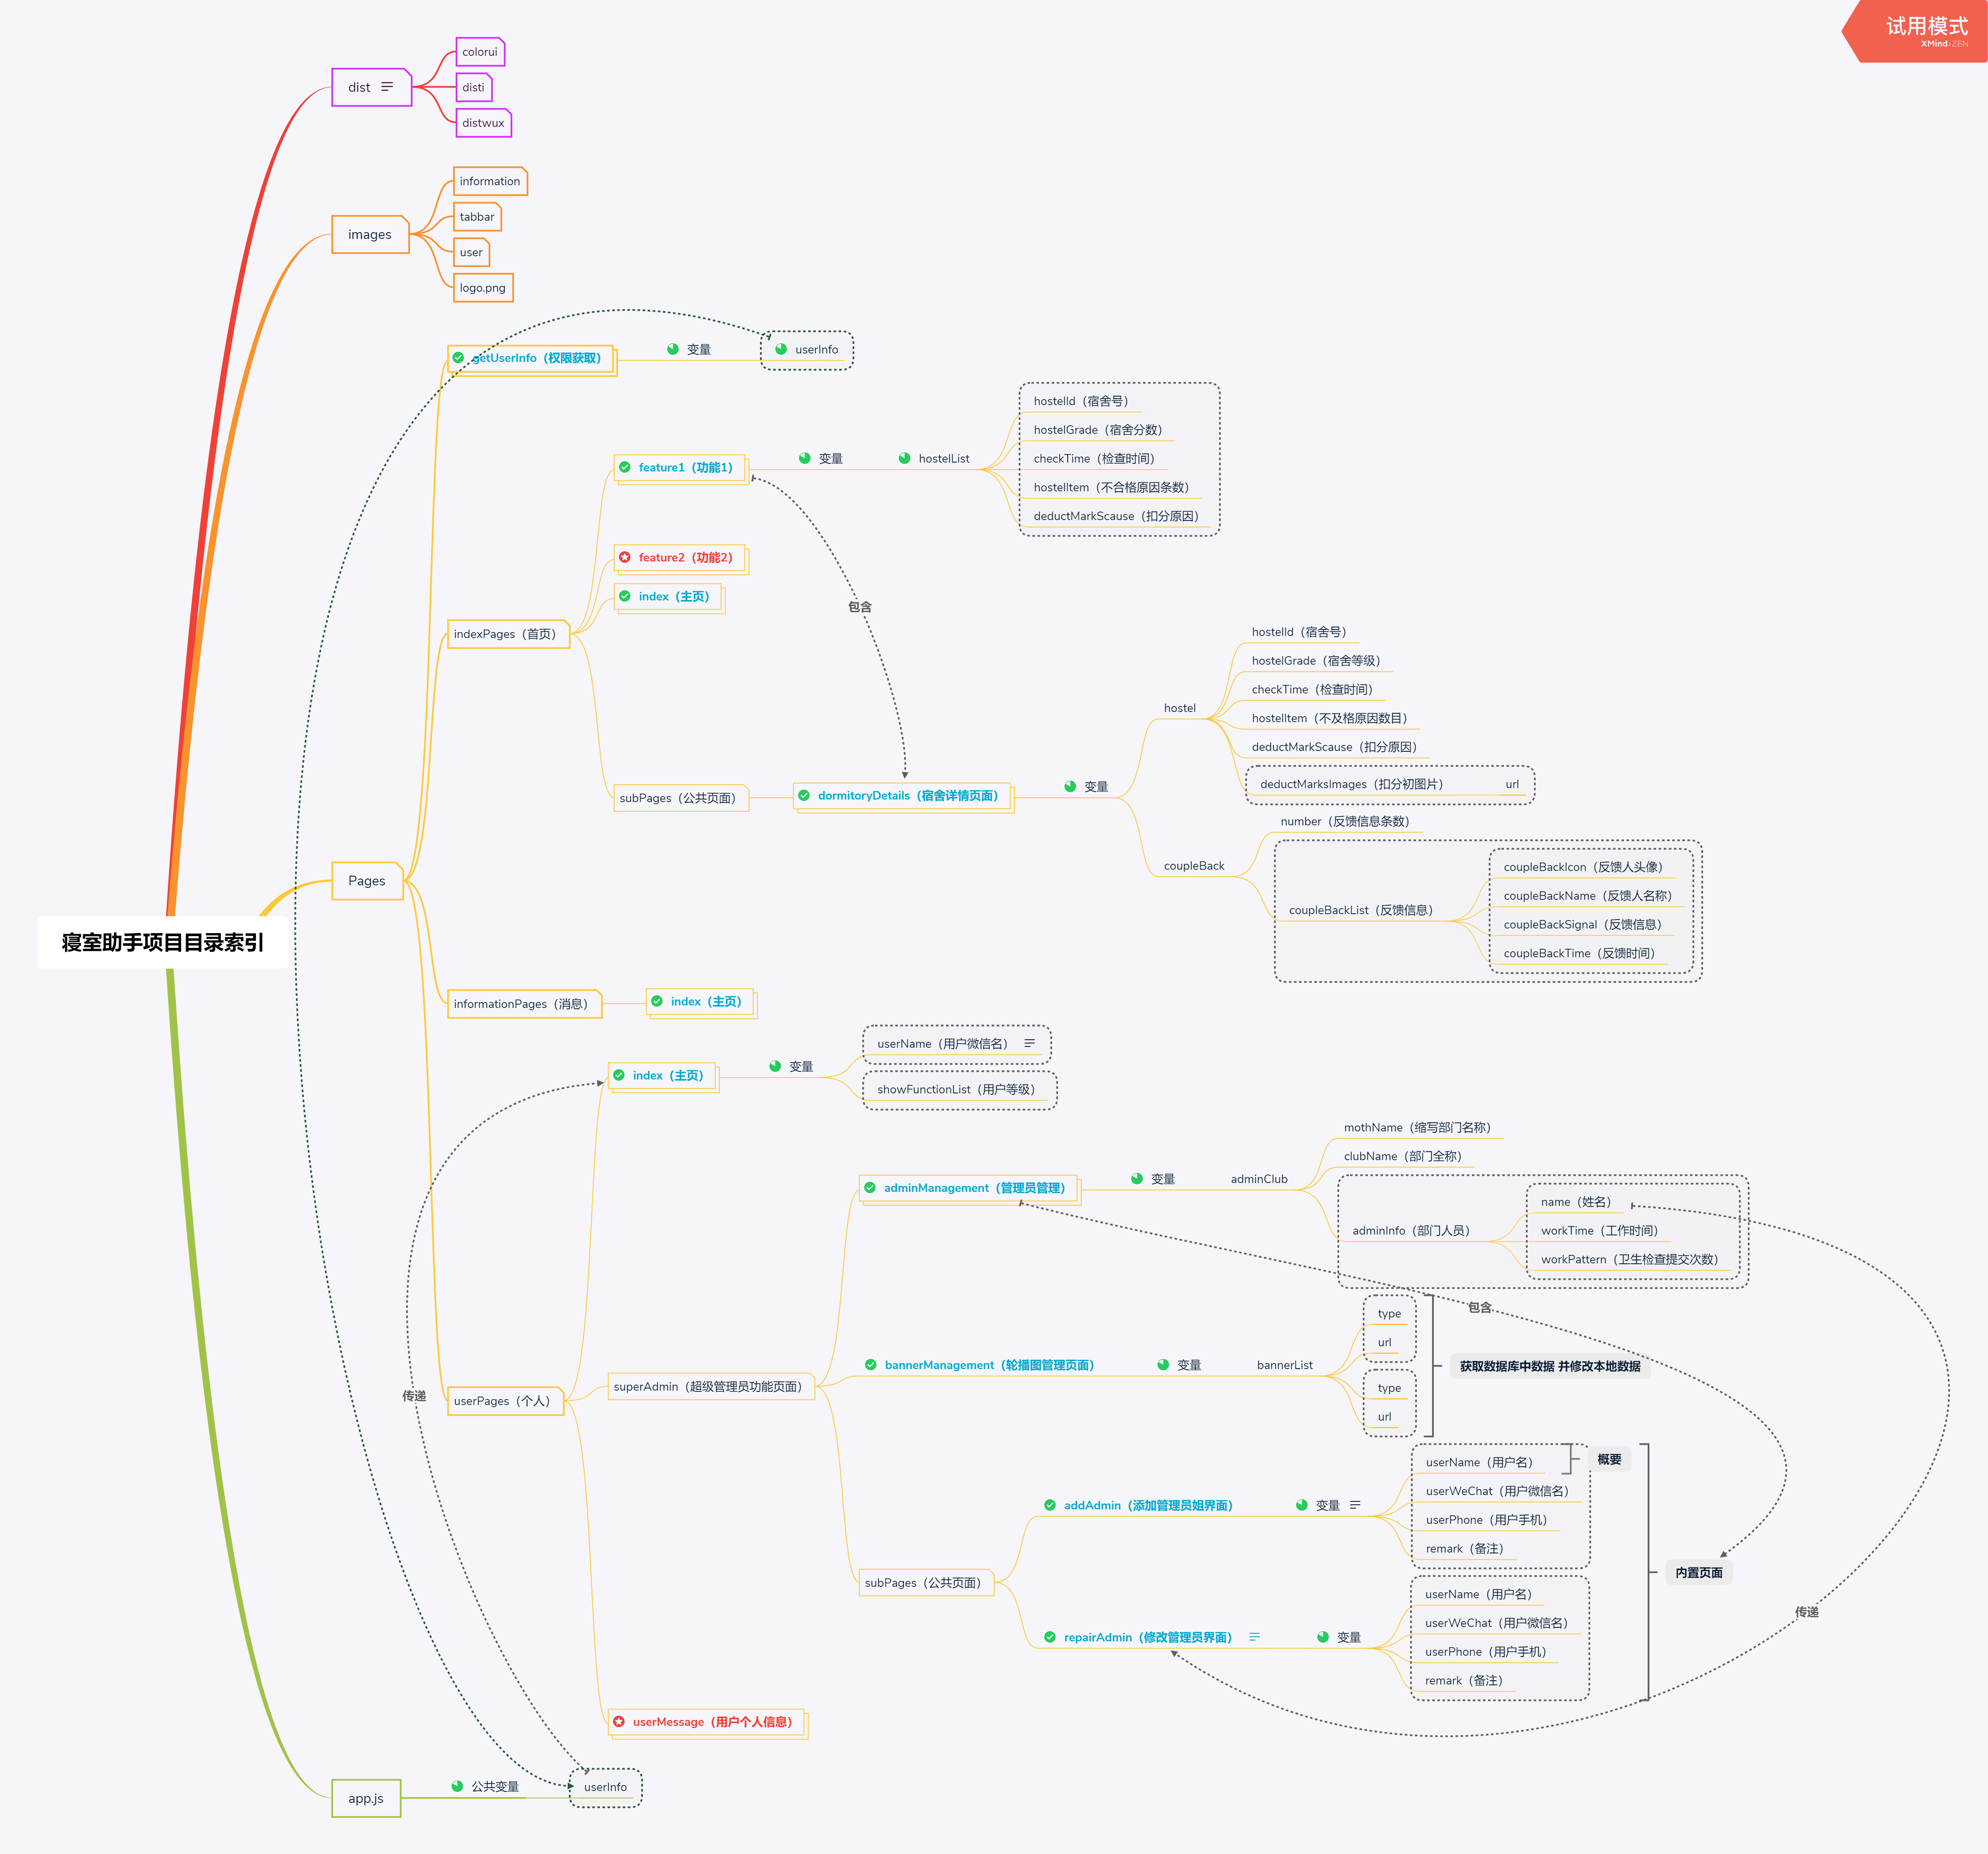 试用模式
XMind:ZEN
寝室助手项目目录索引
dist
colorui
disti
distwux
images
information
tabbar
user
logo.png
Pages
getUserInfo（权限获取）
变量
userInfo
indexPages（首页）
feature1（功能1）
变量
hostelList
hostelId（宿舍号）
hostelGrade（宿舍分数）
checkTime（检查时间）
hostelItem（不合格原因条数）
deductMarkScause（扣分原因）
feature2（功能2）
index（主页）
包含
subPages（公共页面）
dormitoryDetails（宿舍详情页面）
变量
hostel
hostelId（宿舍号）
hostelGrade（宿舍等级）
checkTime（检查时间）
hostelItem（不及格原因数目）
deductMarkScause（扣分原因）
deductMarksImages（扣分初图片）
url
coupleBack
number（反馈信息条数）
coupleBackList（反馈信息）
coupleBackIcon（反馈人头像）
coupleBackName（反馈人名称）
coupleBackSignal（反馈信息）
coupleBackTime（反馈时间）
informationPages（消息）
index（主页）
userPages（个人）
index（主页）
变量
userName（用户微信名）
showFunctionList（用户等级）
superAdmin（超级管理员功能页面）
adminManagement（管理员管理）
变量
adminClub
mothName（缩写部门名称）
clubName（部门全称）
adminInfo（部门人员）
name（姓名）
workTime（工作时间）
workPattern（卫生检查提交次数）
包含
bannerManagement（轮播图管理页面）
变量
bannerList
type
url
type
url
获取数据库中数据 并修改本地数据
传递
subPages（公共页面）
addAdmin（添加管理员姐界面）
变量
userName（用户名）
userWeChat（用户微信名）
userPhone（用户手机）
remark（备注）
概要
内置页面
repairAdmin（修改管理员界面）
变量
userName（用户名）
userWeChat（用户微信名）
userPhone（用户手机）
remark（备注）
传递
userMessage（用户个人信息）
app.js
公共变量
userInfo